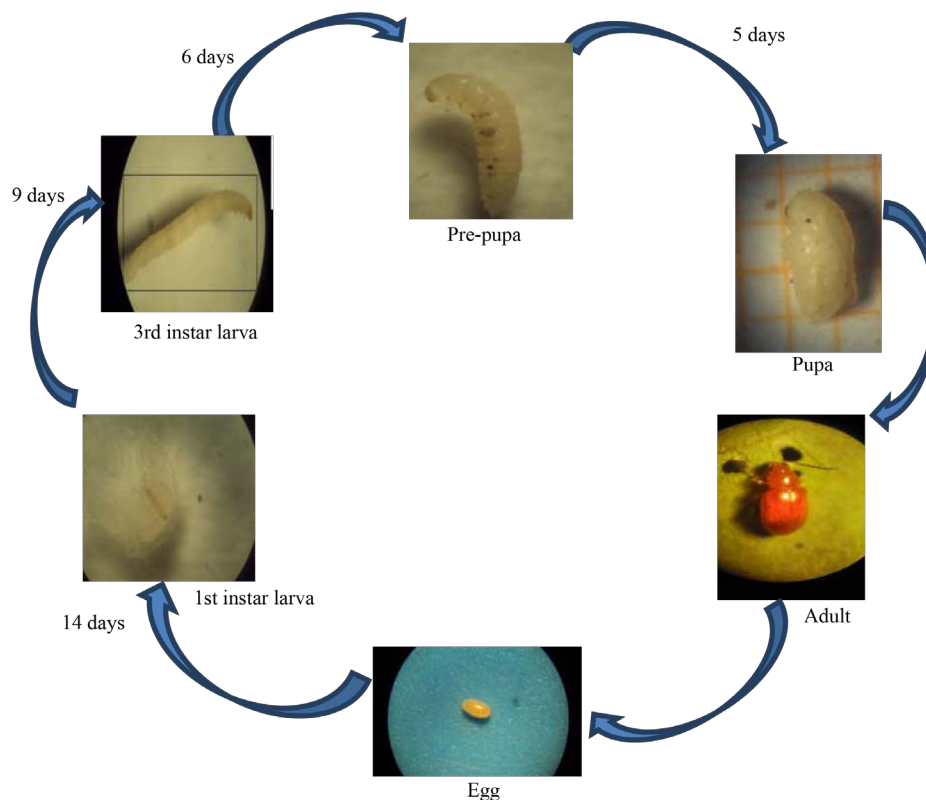 6 days
5 days
9 days
Pre-pupa
3rd instar larva
Pupa
1st instar larva
14 days
Adult
Egg